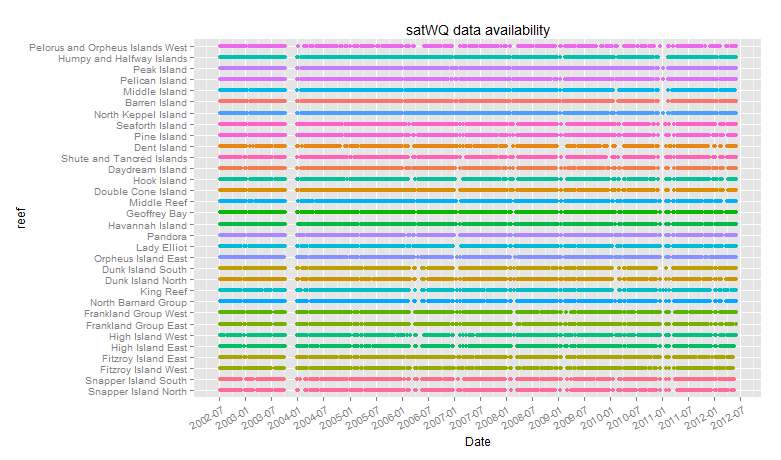 satWQ data availability
reef
Pelorus and Orpheus Islands West
Humpy and Halfway Islands
Peak Island
Pelican Island
Middle Island
Barren Island
North Keppel Island
Seaforth Island
Pine Island
Dent Island
Shute and Tancred Islands
Daydream Island
Hook Island
Double Cone Island
Middle Reef
Geoffrey Bay
Havannah Island
Pandora
Lady Elliot
Orpheus Island East
Dunk Island South
Dunk Island North
King Reef
North Barnard Group
Frankland Group West
Frankland Group East
High Island West
High Island East
Fitzroy Island East
Fitzroy Island West
Snapper Island South
Snapper Island North
2002-07
2003-01
2003-07
2004-01
2004-07
2005-01
2005-07
2006-01
2006-07
2007-01
2007-07
2008-01
2008-07
2009-01
2009-07
2010-01
2010-07
2011-01
2011-07
2012-01
2012-07
Date